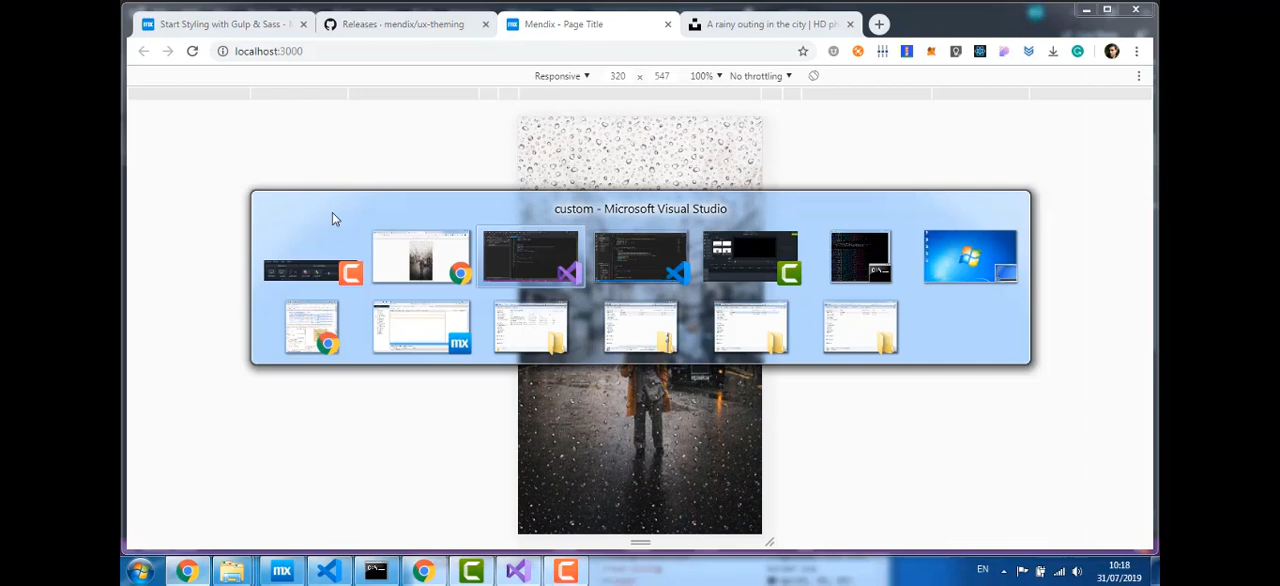 Start Styling with Gulp & Sass - M
Releases · mendix/ux-theming
Mendix - Page Title
A rainy outing in the city | HD ph
localhost:3000
Responsive
320 x 547
100%
No throttling
custom - Microsoft Visual Studio
mx
mx
EN
10:18
31/07/2019